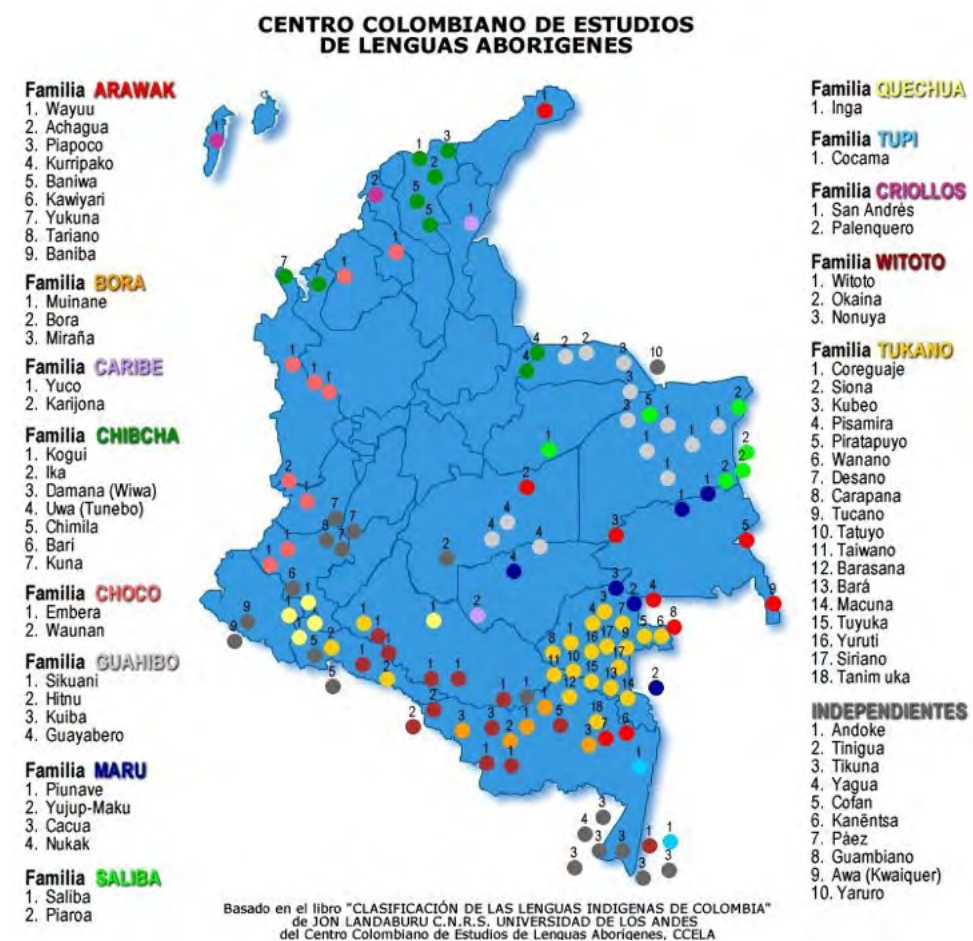 CENTRO COLOMBIANO DE ESTUDIOS
DE LENGUAS ABORIGENES
Familia ARAWAK
1. Wayuu
2. Achagua
3. Piapoco
4. Kurripako
5. Baniwa
6. Kawiyari
7. Yukuna
8. Tariano
9. Baniba
Familia BORA
1. Muinane
2. Bora
3. Miraña
Familia CARIBE
1. Yuco
2. Karijona
Familia CHIBCHA
1. Kogui
2. Ika
3. Damana (Wiwa)
4. Uwa (Tunebo)
5. Chimila
6. Barí
7. Kuna
Familia CHOCO
1. Embera
2. Waunan
Familia GUAHIBO
1. Sikuani
2. Hitnu
3. Kuiba
4. Guayabero
Familia MARU
1. Piunave
2. Yujup-Maku
3. Cacua
4. Nukak
Familia SALIBA
1. Saliba
2. Piaroa
Familia QUECHUA
1. Inga
Familia TUPI
1. Cocama
Familia CRIOLLOS
1. San Andrés
2. Palenquero
Familia WITOTO
1. Witoto
2. Okaina
3. Nonuya
Familia TUKANO
1. Coreguaje
2. Siona
3. Kubeo
4. Pisamira
5. Piratapuyo
6. Wanano
7. Desano
8. Carapana
9. Tucano
10. Tatuyo
11. Taiwano
12. Barasana
13. Bará
14. Macuna
15. Tuyuka
16. Yurutí
17. Siriano
18. Tanim uka
INDEPENDIENTES
1. Andoke
2. Tinigua
3. Tikuna
4. Yagua
5. Cofan
6. Kanëntsa
7. Páez
8. Guambiano
9. Awa (Kwaiquer)
10. Yaruro
Basado en el libro "CLASIFICACIÓN DE LAS LENGUAS INDIGENAS DE COLOMBIA"
de JON LANDABURU C.N.R.S. UNIVERSIDAD DE LOS ANDES
del Centro Colombiano de Estudios de Lenguas Aborígenes, CCELA